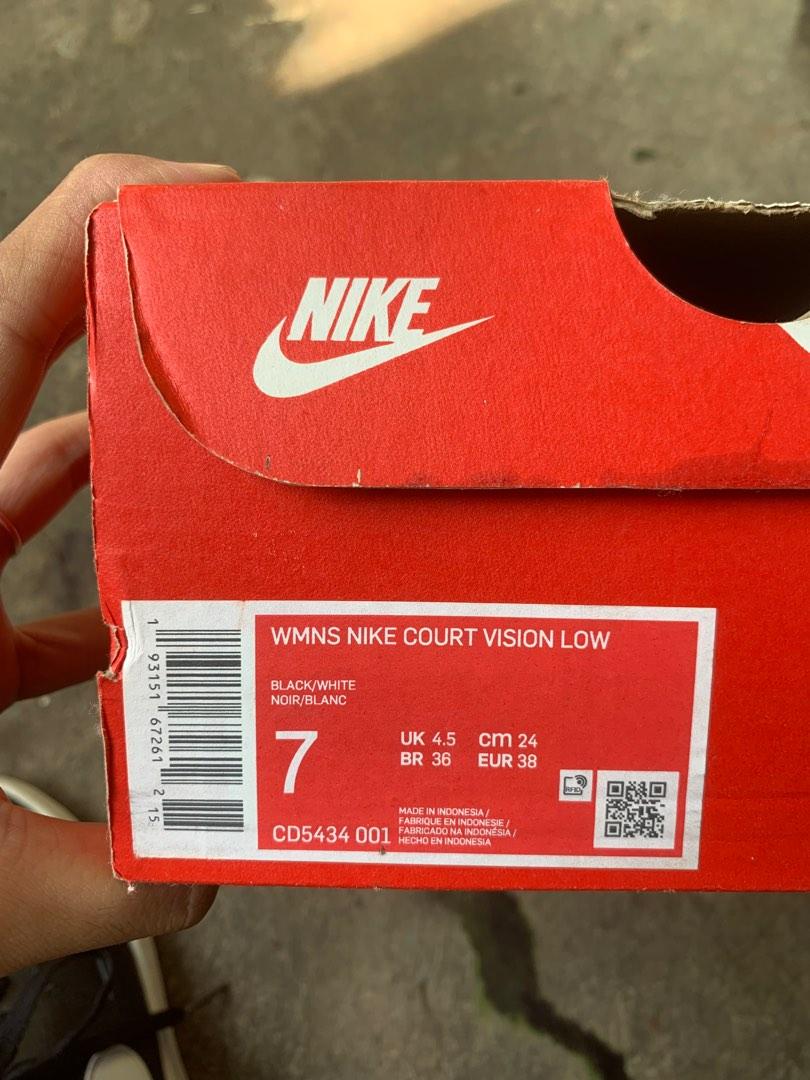 NIKE
WMNS NIKE COURT VISION LOW
BLACK/WHITE
NOIR/BLANC
7
UK 4.5 cm 24
BR 36 EUR 38
RFID
CD5434 001
MADE IN INDONESIA /
FABRIQUE EN INDONESIE /
FABRICADO NA INDONÉSIA /
HECHO EN INDONESIA
1 93151 67261 2 15